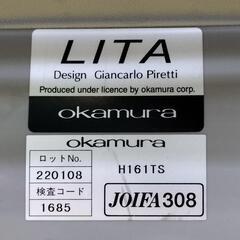 LITA
Design Giancarlo Piretti
Produced under licence by okamura corp.
okamura
okamura
ロットNo.
220108
H161TS
検査コード
1685
JOIFA308